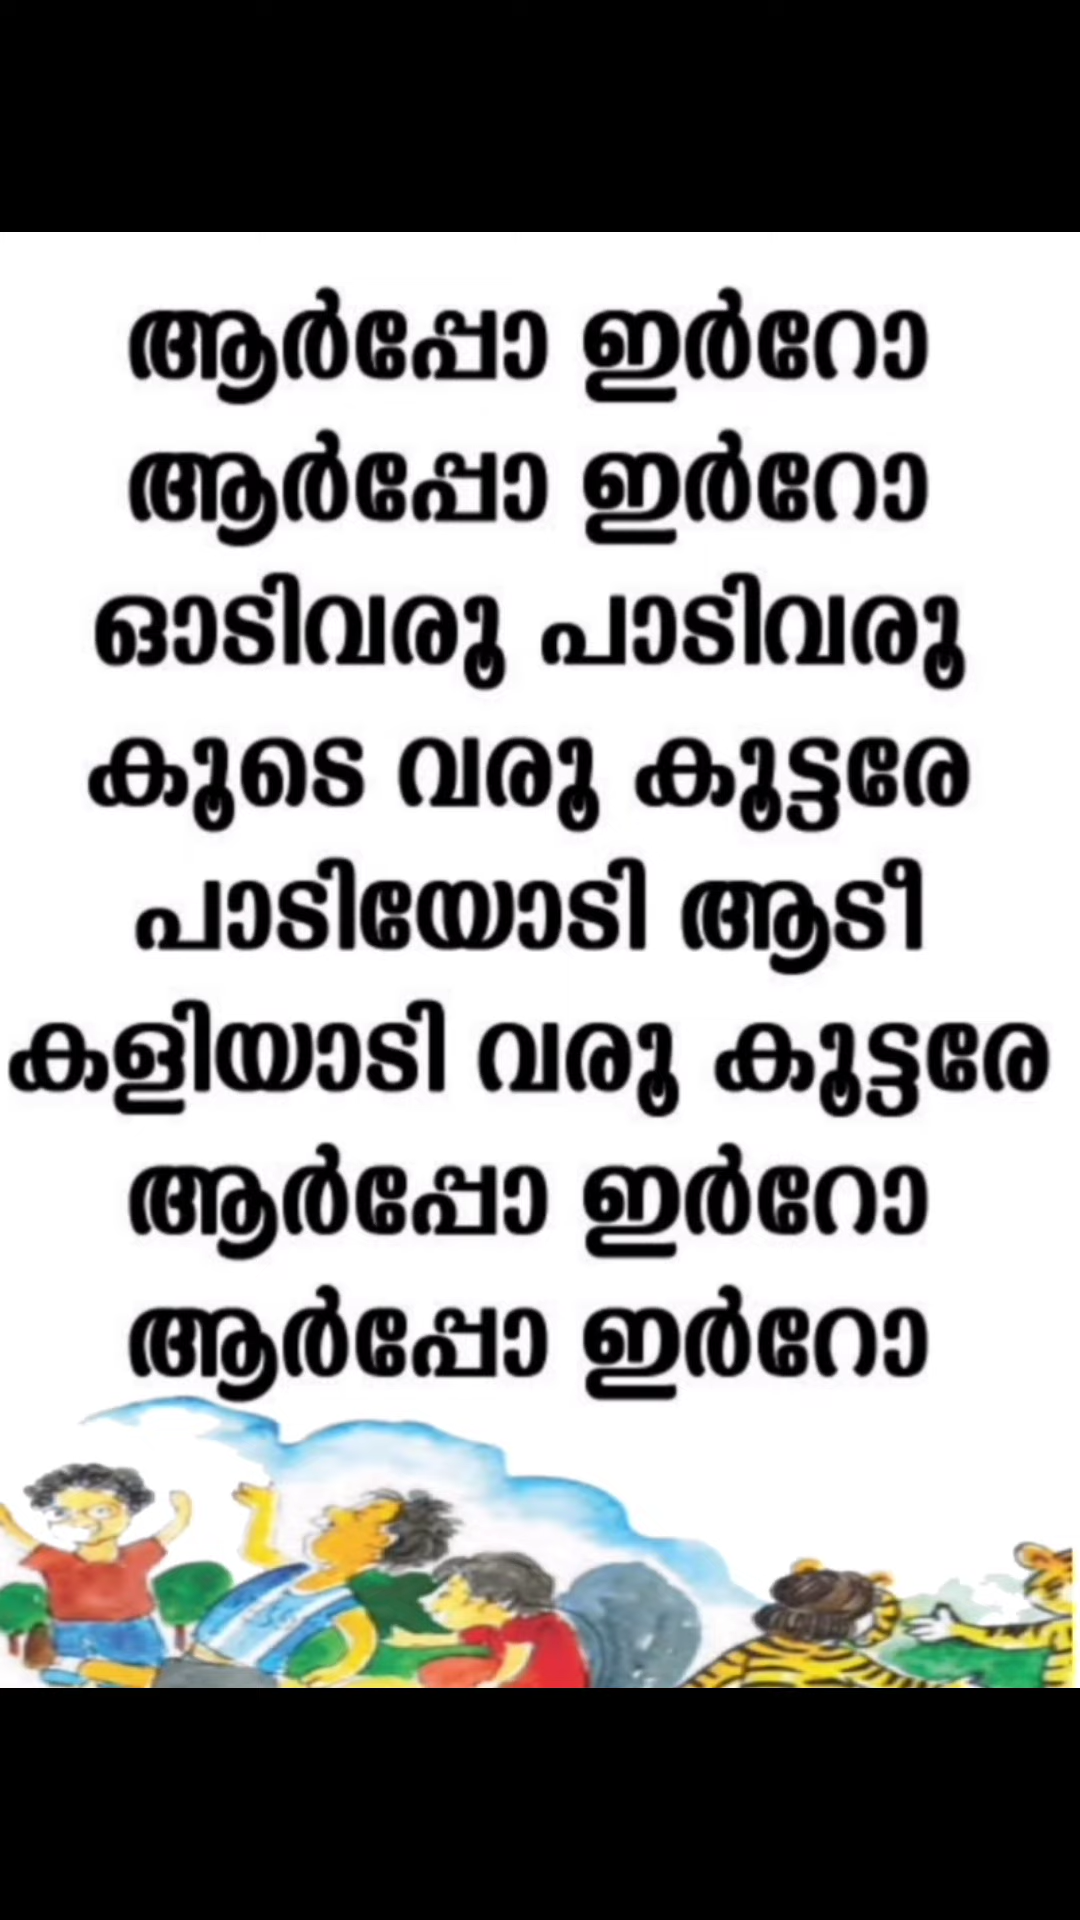 ആർപ്പോ ഇർറോ
ആർപ്പോ ഇർറോ
ഓടിവരൂ പാടിവരൂ
കൂടെ വരൂ കൂട്ടരേ
പാടിയോടി ആടീ
കളിയാടി വരൂ കൂട്ടരേ
ആർപ്പോ ഇർറോ
ആർപ്പോ ഇർറോ